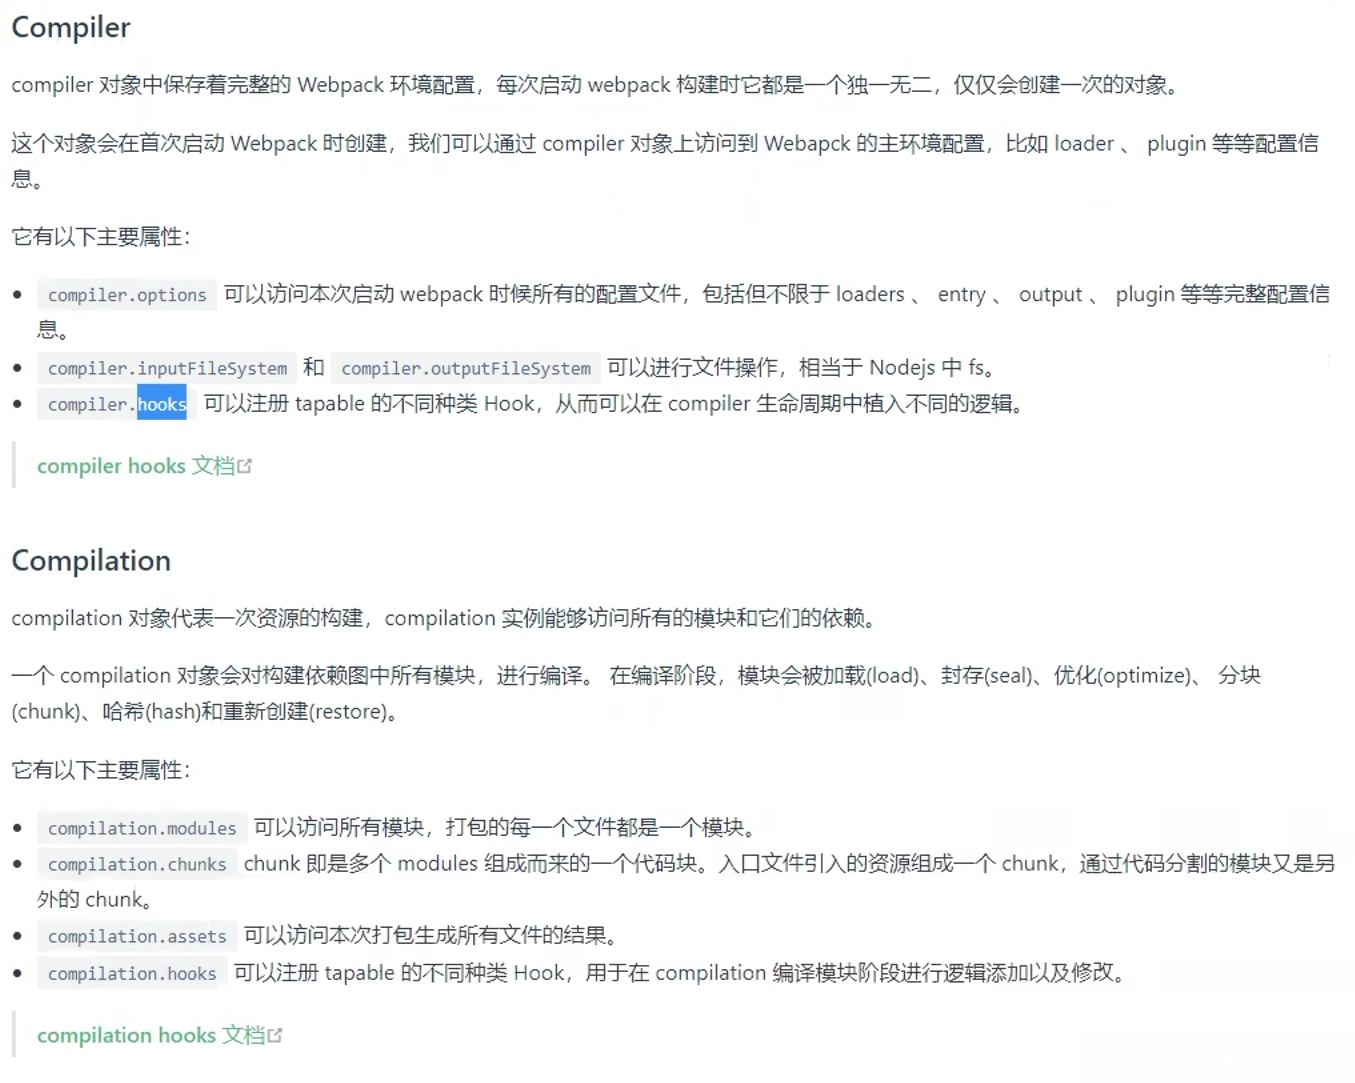 Compiler
compiler 对象中保存着完整的 Webpack 环境配置，每次启动 webpack 构建时它都是一个独一无二，仅仅会创建一次的对象。
这个对象会在首次启动 Webpack 时创建，我们可以通过 compiler 对象上访问到 Webapck 的主环境配置，比如 loader 、 plugin 等等配置信
息。
它有以下主要属性：
• compiler.options 可以访问本次启动 webpack 时候所有的配置文件，包括但不限于 loaders 、 entry 、 output 、 plugin 等等完整配置信
息。
• compiler.inputFileSystem 和 compiler.outputFileSystem 可以进行文件操作，相当于 Nodejs 中 fs。
• compiler.hooks 可以注册 tapable 的不同种类 Hook，从而可以在 compiler 生命周期中植入不同的逻辑。
compiler hooks 文档
Compilation
compilation 对象代表一次资源的构建，compilation 实例能够访问所有的模块和它们的依赖。
一个 compilation 对象会对构建依赖图中所有模块，进行编译。 在编译阶段，模块会被加载(load)、封存(seal)、优化(optimize)、 分块
(chunk)、哈希(hash)和重新创建(restore)。
它有以下主要属性：
• compilation.modules 可以访问所有模块，打包的每一个文件都是一个模块。
• compilation.chunks chunk 即是多个 modules 组成而来的一个代码块。入口文件引入的资源组成一个 chunk，通过代码分割的模块又是另
外的 chunk。
• compilation.assets 可以访问本次打包生成所有文件的结果。
• compilation.hooks 可以注册 tapable 的不同种类 Hook，用于在 compilation 编译模块阶段进行逻辑添加以及修改。
compilation hooks 文档